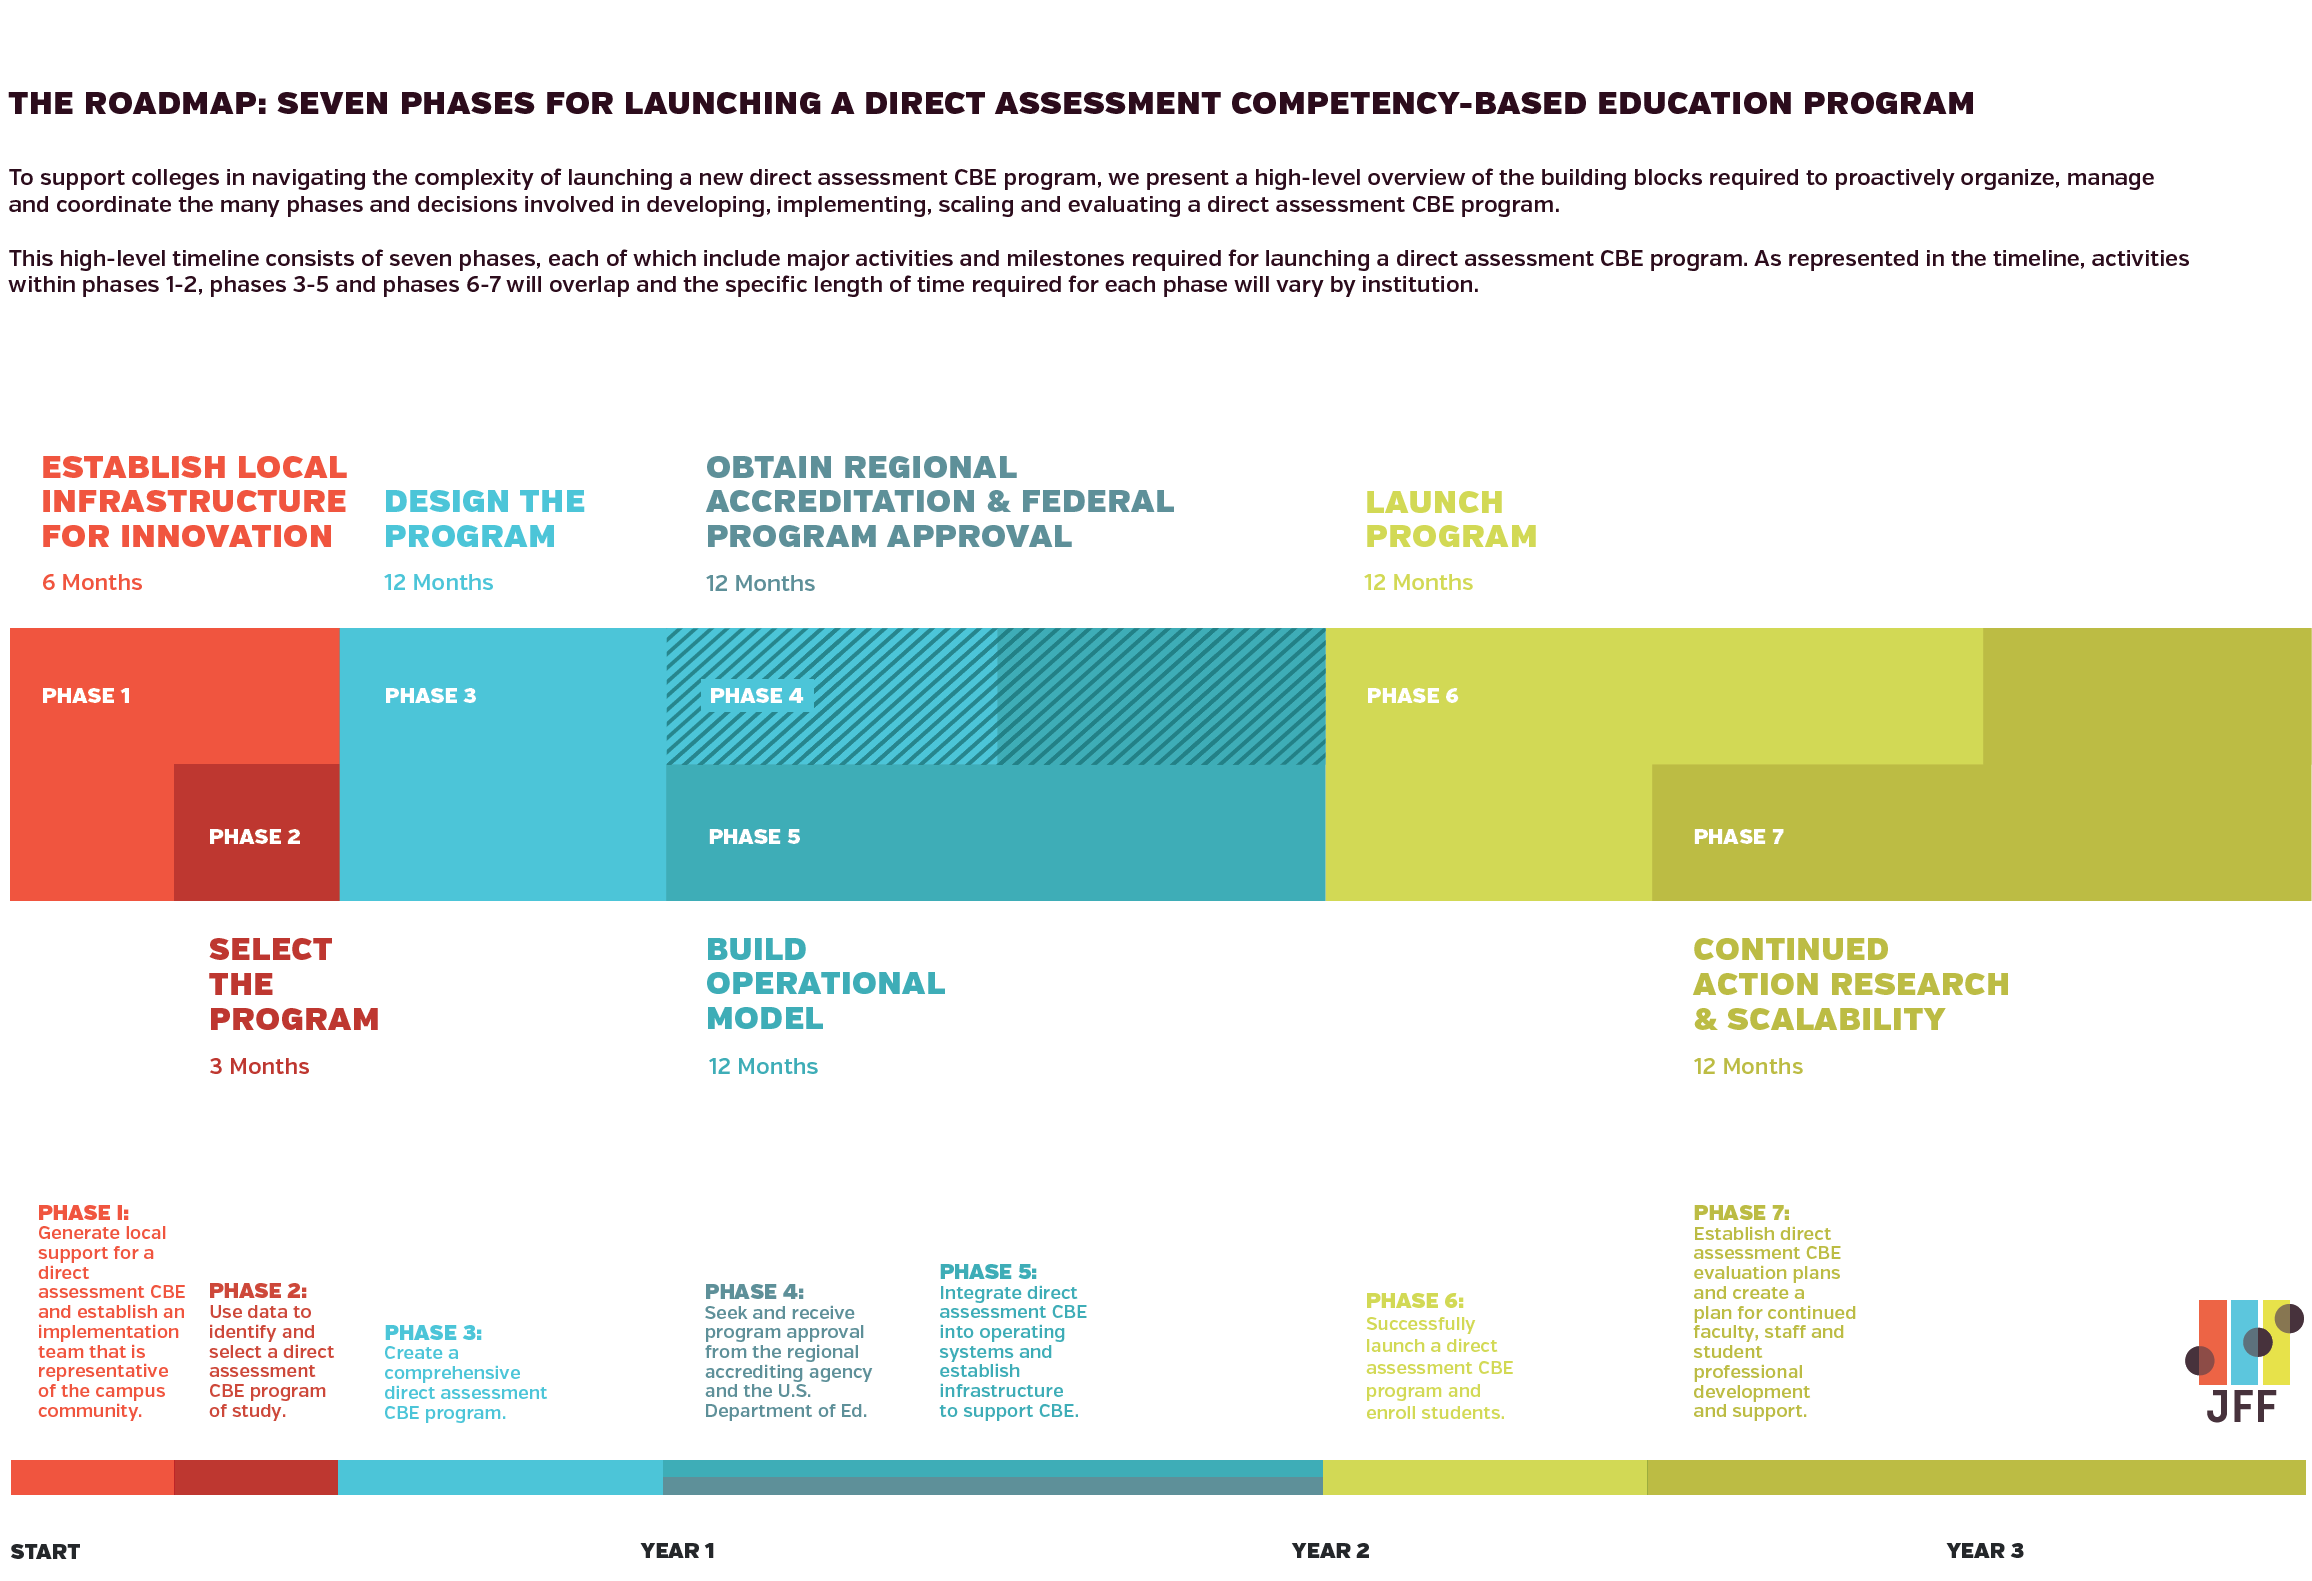 THE ROADMAP: SEVEN PHASES FOR LAUNCHING A DIRECT ASSESSMENT COMPETENCY-BASED EDUCATION PROGRAM
To support colleges in navigating the complexity of launching a new direct assessment CBE program, we present a high-level overview of the building blocks required to proactively organize, manage
and coordinate the many phases and decisions involved in developing, implementing, scaling and evaluating a direct assessment CBE program.
This high-level timeline consists of seven phases, each of which include major activities and milestones required for launching a direct assessment CBE program. As represented in the timeline, activities
within phases 1-2, phases 3-5 and phases 6-7 will overlap and the specific length of time required for each phase will vary by institution.
ESTABLISH LOCAL
INFRASTRUCTURE
FOR INNOVATION
6 Months
DESIGN THE
PROGRAM
12 Months
OBTAIN REGIONAL
ACCREDITATION & FEDERAL
PROGRAM APPROVAL
12 Months
LAUNCH
PROGRAM
12 Months
PHASE 1
PHASE 3
PHASE 4
PHASE 6
PHASE 2
PHASE 5
PHASE 7
SELECT
THE
PROGRAM
3 Months
BUILD
OPERATIONAL
MODEL
12 Months
CONTINUED
ACTION RESEARCH
& SCALABILITY
12 Months
PHASE I:
Generate local
support for a
direct
assessment CBE
and establish an
implementation
team that is
representative
of the campus
community.
PHASE 2:
Use data to
identify and
select a direct
assessment
CBE program
of study.
PHASE 3:
Create a
comprehensive
direct assessment
CBE program.
PHASE 4:
Seek and receive
program approval
from the regional
accrediting agency
and the U.S.
Department of Ed.
PHASE 5:
Integrate direct
assessment CBE
into operating
systems and
establish
infrastructure
to support CBE.
PHASE 6:
Successfully
launch a direct
assessment CBE
program and
enroll students.
PHASE 7:
Establish direct
assessment CBE
evaluation plans
and create a
plan for continued
faculty, staff and
student
professional
development
and support.
JFF
START
YEAR 1
YEAR 2
YEAR 3